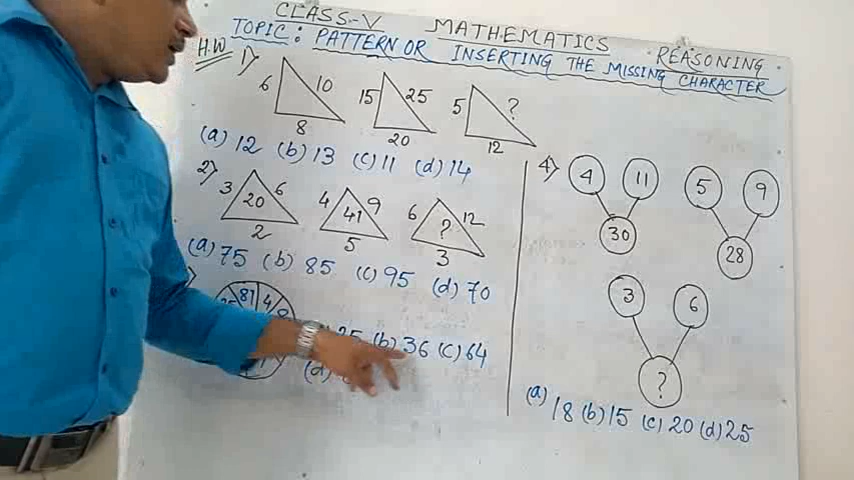 CLASS-V MATHEMATICS
REASONING
TOPIC: PATTERN OR INSERTING THE MISSING CHARACTER
H.W
1) 6 10 8
15 25 20
5 ? 12
(a) 12 (b) 13 (c) 11 (d) 14
2) 3 6 20 2
4 9 41 5
6 12 ? 3
(a) 75 (b) 85 (c) 95 (d) 70
81 4
(b) 36 (c) 64
(d)
4) 4 11 30
5 9 28
3 6 ?
(a) 18 (b) 15 (c) 20 (d) 25